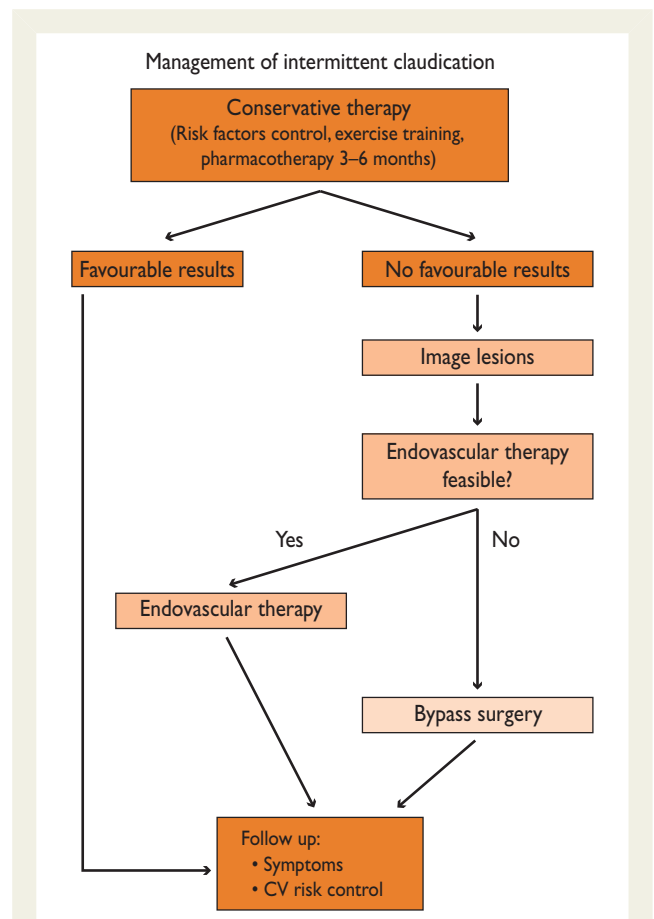 Management of intermittent claudication
Conservative therapy
(Risk factors control, exercise training,
pharmacotherapy 3–6 months)
Favourable results
No favourable results
Image lesions
Endovascular therapy
feasible?
Yes
No
Endovascular therapy
Bypass surgery
Follow up:
• Symptoms
• CV risk control